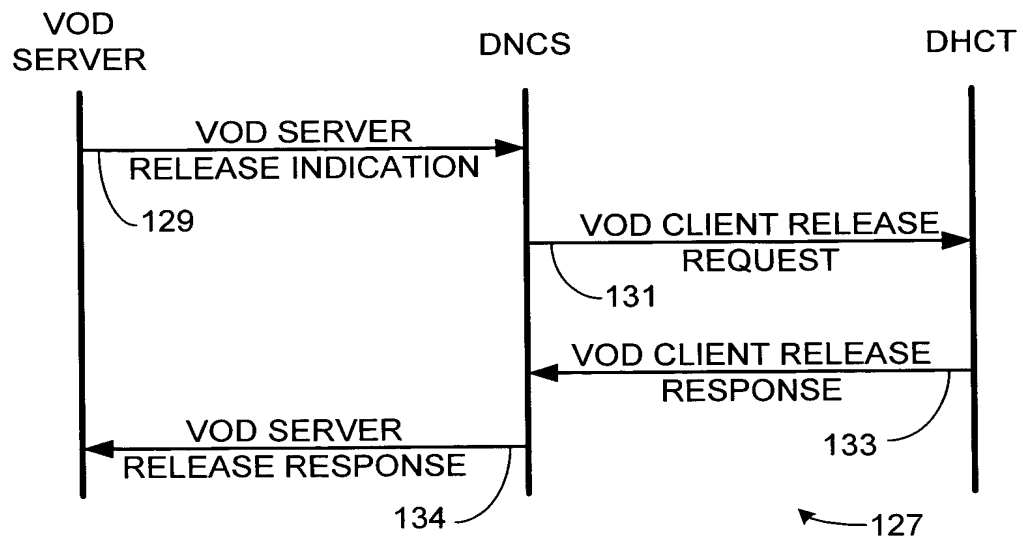 VOD
SERVER
DNCS
DHCT
VOD SERVER
RELEASE INDICATION
129
VOD CLIENT RELEASE
REQUEST
131
VOD CLIENT RELEASE
RESPONSE
133
VOD SERVER
RELEASE RESPONSE
134
127